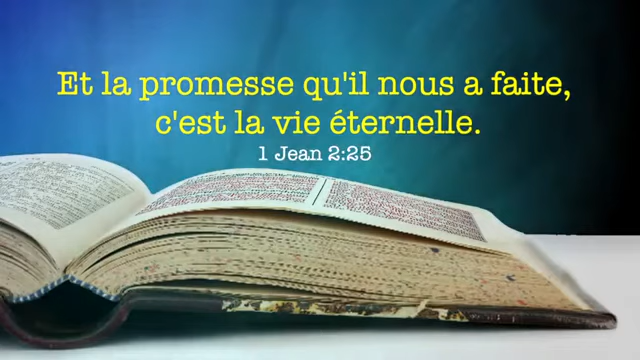 Et la promesse qu'il nous a faite,
c'est la vie éternelle.
1 Jean 2:25